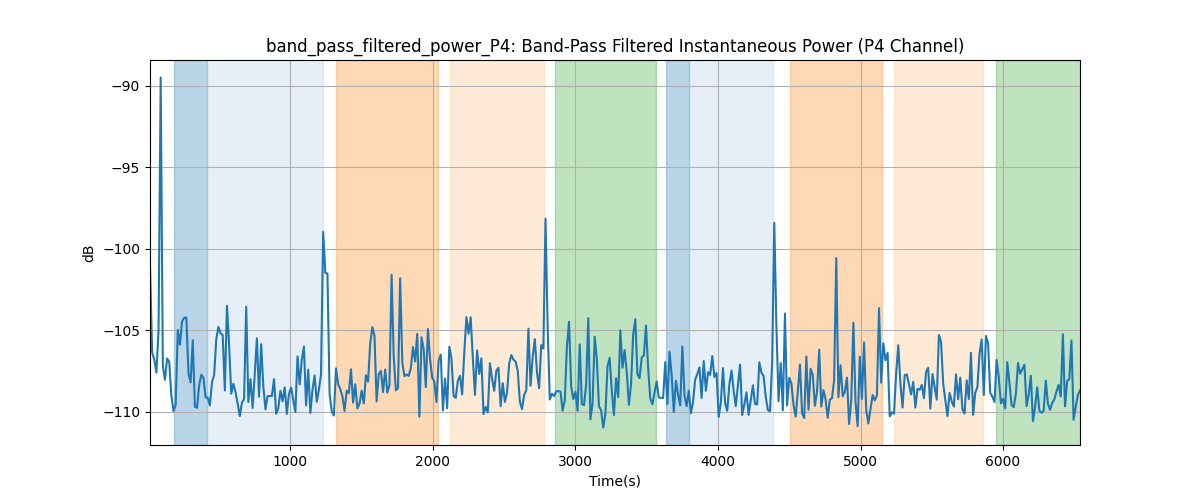 band_pass_filtered_power_P4: Band-Pass Filtered Instantaneous Power (P4 Channel)
−90
−95
−100
−105
−110
dB
1000 2000 3000 4000 5000 6000
Time(s)